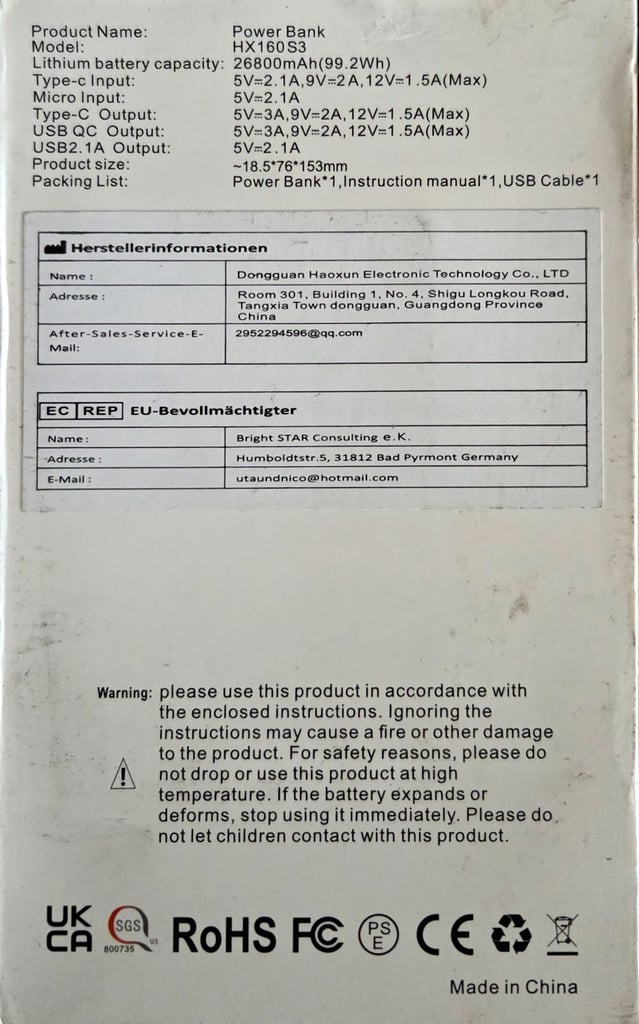 Product Name: Power Bank
Model: HX160S3
Lithium battery capacity: 26800mAh(99.2Wh)
Type-c Input: 5V⎓2.1A,9V⎓2A,12V⎓1.5A(Max)
Micro Input: 5V⎓2.1A
Type-C Output: 5V⎓3A,9V⎓2A,12V⎓1.5A(Max)
USB QC Output: 5V⎓3A,9V⎓2A,12V⎓1.5A(Max)
USB2.1A Output: 5V⎓2.1A
Product size: ~18.5*76*153mm
Packing List: Power Bank*1,Instruction manual*1,USB Cable*1
Herstellerinformationen
Name : Dongguan Haoxun Electronic Technology Co., LTD
Adresse : Room 301, Building 1, No. 4, Shigu Longkou Road,
Tangxia Town dongguan, Guangdong Province
China
After-Sales-Service-E- 2952294596@qq.com
Mail:
EC REP EU-Bevollmächtigter
Name : Bright STAR Consulting e.K.
Adresse : Humboldtstr.5, 31812 Bad Pyrmont Germany
E-Mail : utaundnico@hotmail.com
Warning: please use this product in accordance with
the enclosed instructions. Ignoring the
instructions may cause a fire or other damage
to the product. For safety reasons, please do
not drop or use this product at high
temperature. If the battery expands or
deforms, stop using it immediately. Please do
not let children contact with this product.
UK
CA SGS 600735 US RoHS FC PS
E CE
Made in China